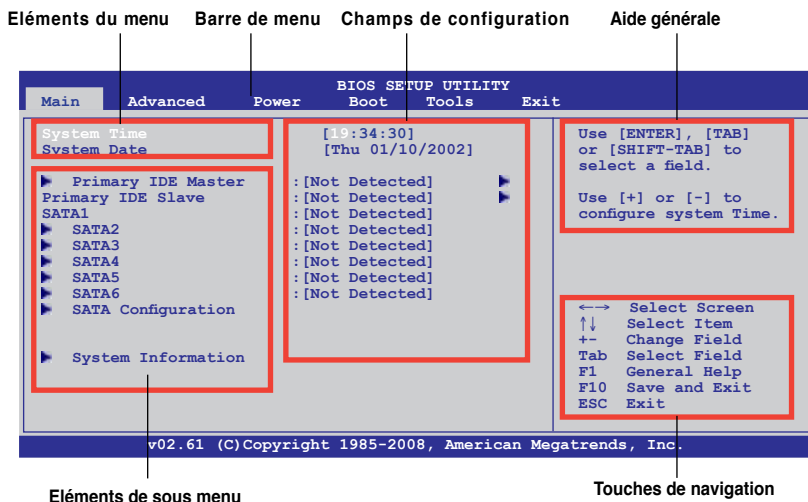 Eléments du menu Barre de menu Champs de configuration Aide générale
BIOS SETUP UTILITY
Main Advanced Power Boot Tools Exit
System Time [19:34:30]
System Date [Thu 01/10/2002]
Primary IDE Master :[Not Detected]
Primary IDE Slave :[Not Detected]
SATA1 :[Not Detected]
SATA2 :[Not Detected]
SATA3 :[Not Detected]
SATA4 :[Not Detected]
SATA5 :[Not Detected]
SATA6 :[Not Detected]
SATA Configuration
System Information
Use [ENTER], [TAB]
or [SHIFT-TAB] to
select a field.
Use [+] or [-] to
configure system Time.
←→ Select Screen
↑↓ Select Item
+- Change Field
Tab Select Field
F1 General Help
F10 Save and Exit
ESC Exit
v02.61 (C)Copyright 1985-2008, American Megatrends, Inc.
Eléments de sous menu
Touches de navigation